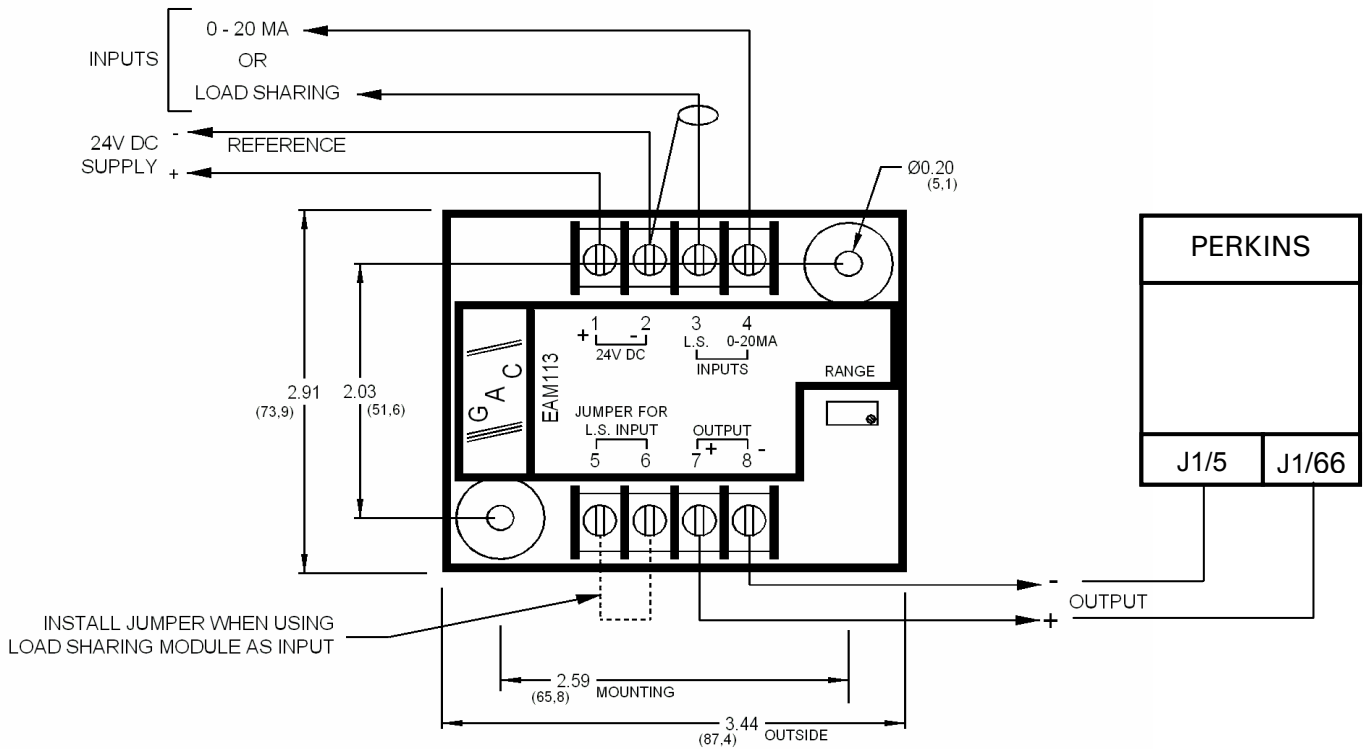 INPUTS
0 - 20 MA
OR
LOAD SHARING
24V DC
SUPPLY
-
+
REFERENCE
Ø0.20
(5,1)
2.91
(73,9)
2.03
(51,6)
GAC
EAM113
1 2 3 4
+ -
24V DC
L.S. 0-20MA
INPUTS
RANGE
JUMPER FOR
L.S. INPUT
OUTPUT
+ -
5 6 7 8
PERKINS
J1/5 J1/66
-
OUTPUT
+
INSTALL JUMPER WHEN USING
LOAD SHARING MODULE AS INPUT
2.59
(65,8)
MOUNTING
3.44
(87,4)
OUTSIDE